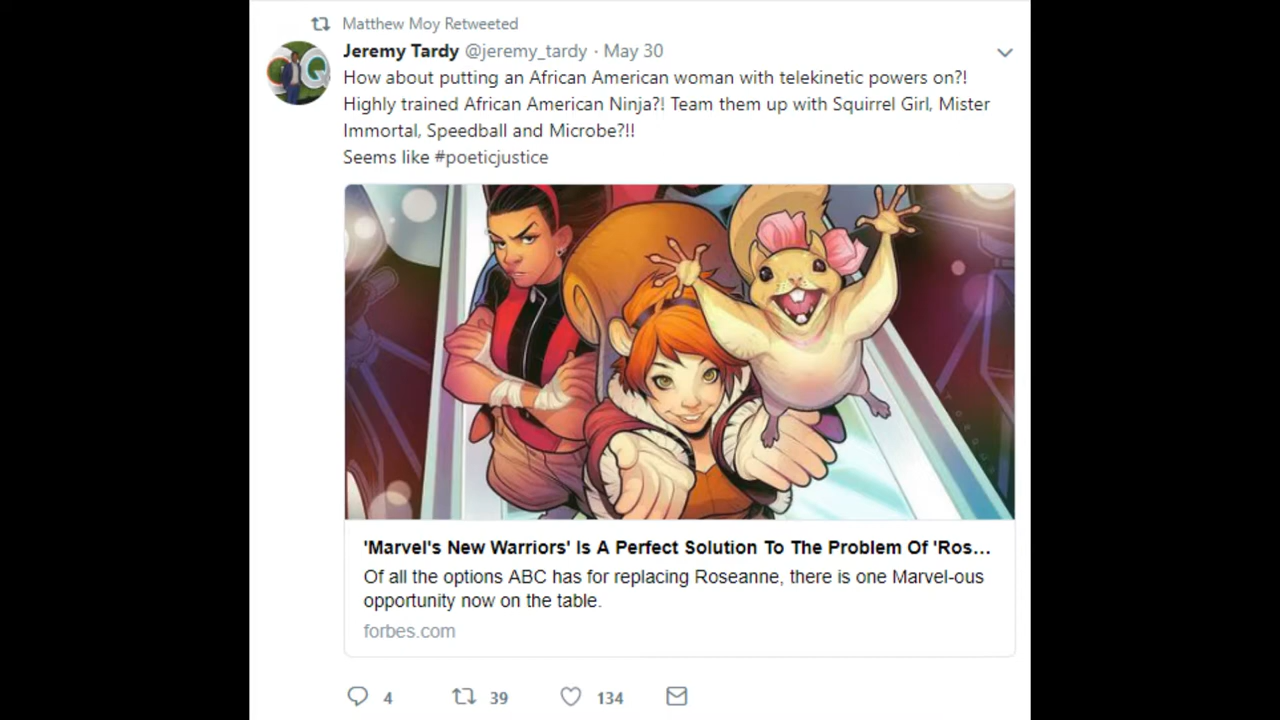 Matthew Moy Retweeted
Jeremy Tardy @jeremy_tardy · May 30
How about putting an African American woman with telekinetic powers on?!
Highly trained African American Ninja?! Team them up with Squirrel Girl, Mister
Immortal, Speedball and Microbe?!!
Seems like #poeticjustice
'Marvel's New Warriors' Is A Perfect Solution To The Problem Of 'Ros...
Of all the options ABC has for replacing Roseanne, there is one Marvel-ous
opportunity now on the table.
forbes.com
4 39 134